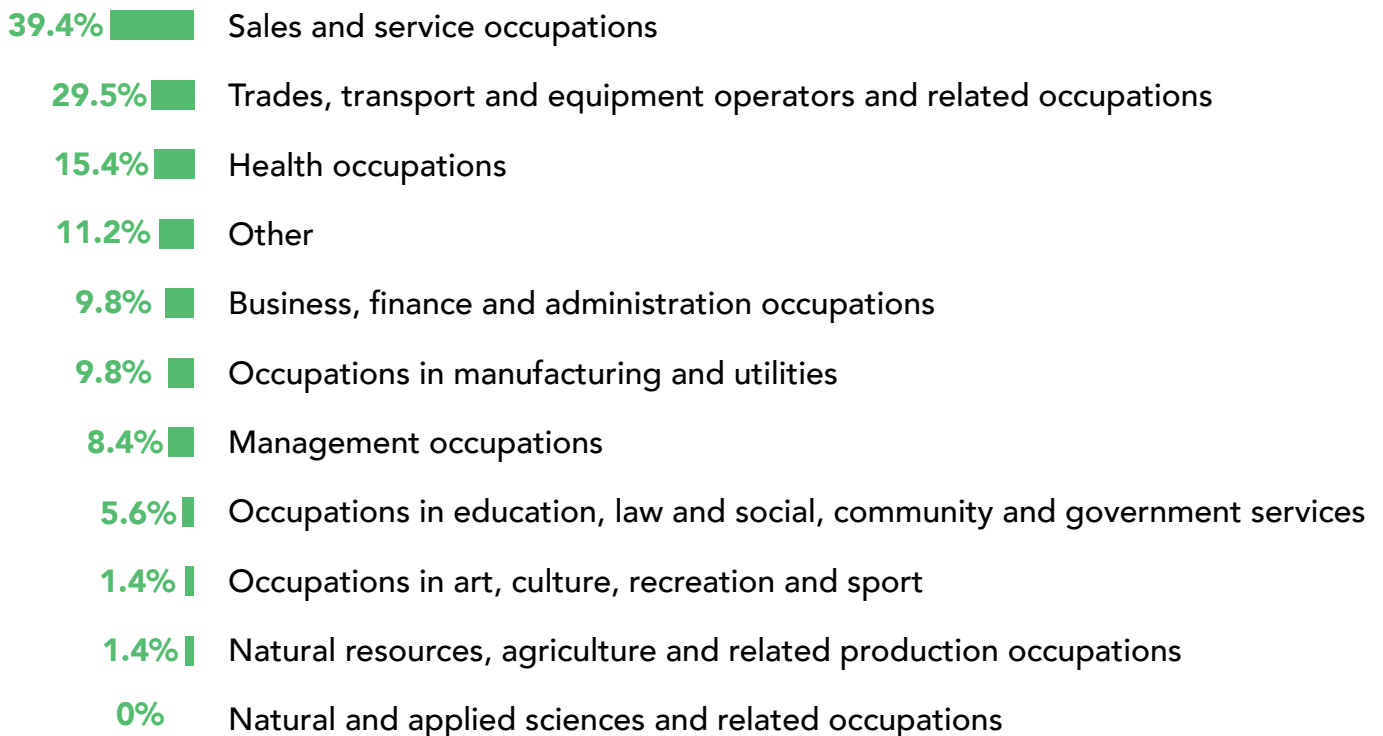 39.4% Sales and service occupations
29.5% Trades, transport and equipment operators and related occupations
15.4% Health occupations
11.2% Other
9.8% Business, finance and administration occupations
9.8% Occupations in manufacturing and utilities
8.4% Management occupations
5.6% Occupations in education, law and social, community and government services
1.4% Occupations in art, culture, recreation and sport
1.4% Natural resources, agriculture and related production occupations
0% Natural and applied sciences and related occupations